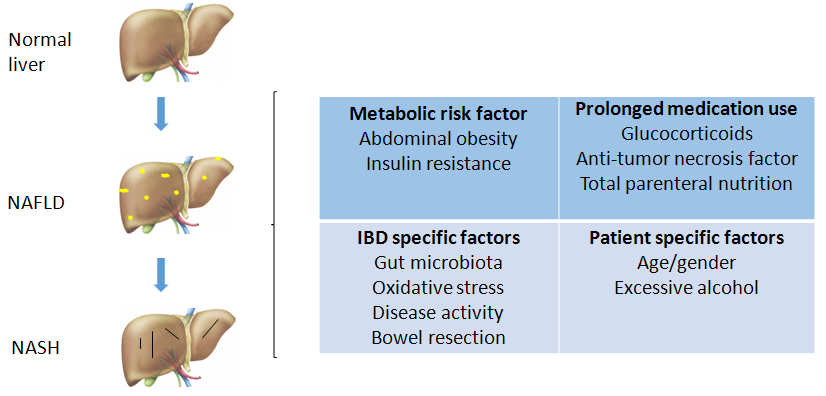 Normal
liver
NAFLD
NASH
Metabolic risk factor
Abdominal obesity
Insulin resistance
Prolonged medication use
Glucocorticoids
Anti-tumor necrosis factor
Total parenteral nutrition
IBD specific factors
Gut microbiota
Oxidative stress
Disease activity
Bowel resection
Patient specific factors
Age/gender
Excessive alcohol